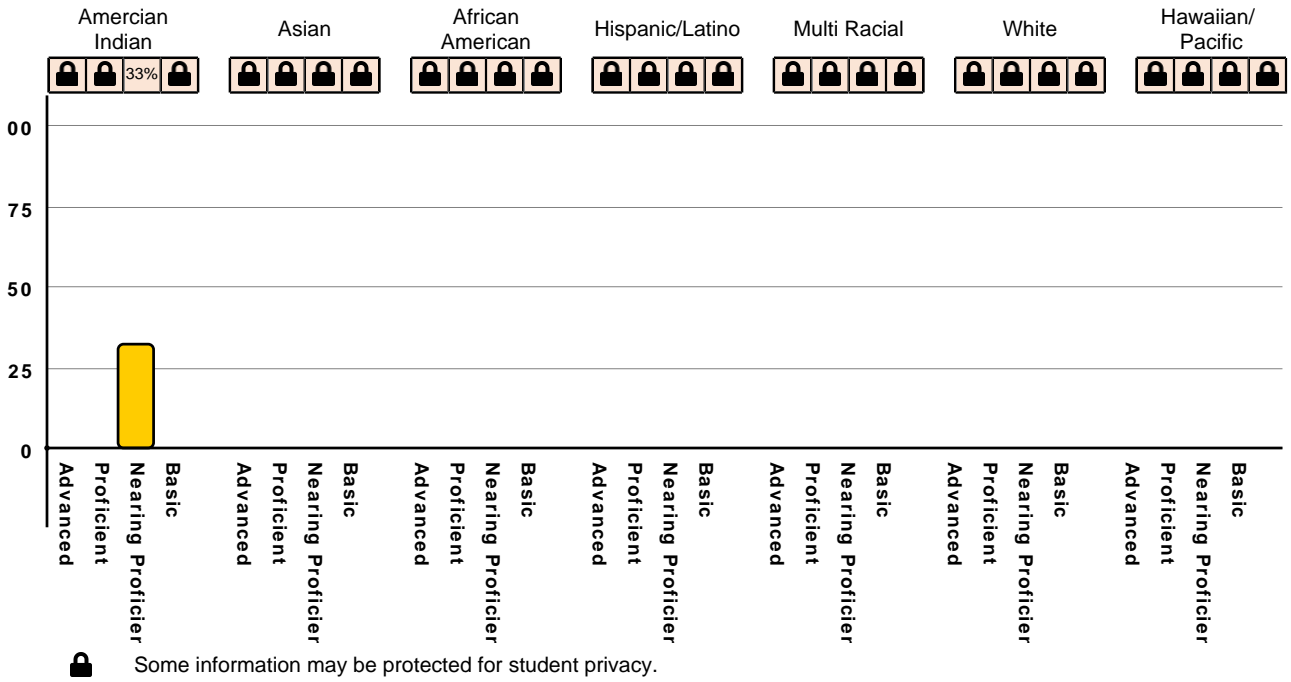 Amercian
Indian
Asian
African
American
Hispanic/Latino
Multi Racial
White
Hawaiian/
Pacific
33%
00
75
50
25
0
Advanced
Proficient
Nearing Proficier
Basic
Advanced
Proficient
Nearing Proficier
Basic
Advanced
Proficient
Nearing Proficier
Basic
Advanced
Proficient
Nearing Proficier
Basic
Advanced
Proficient
Nearing Proficier
Basic
Advanced
Proficient
Nearing Proficier
Basic
Advanced
Proficient
Nearing Proficier
Basic
Some information may be protected for student privacy.